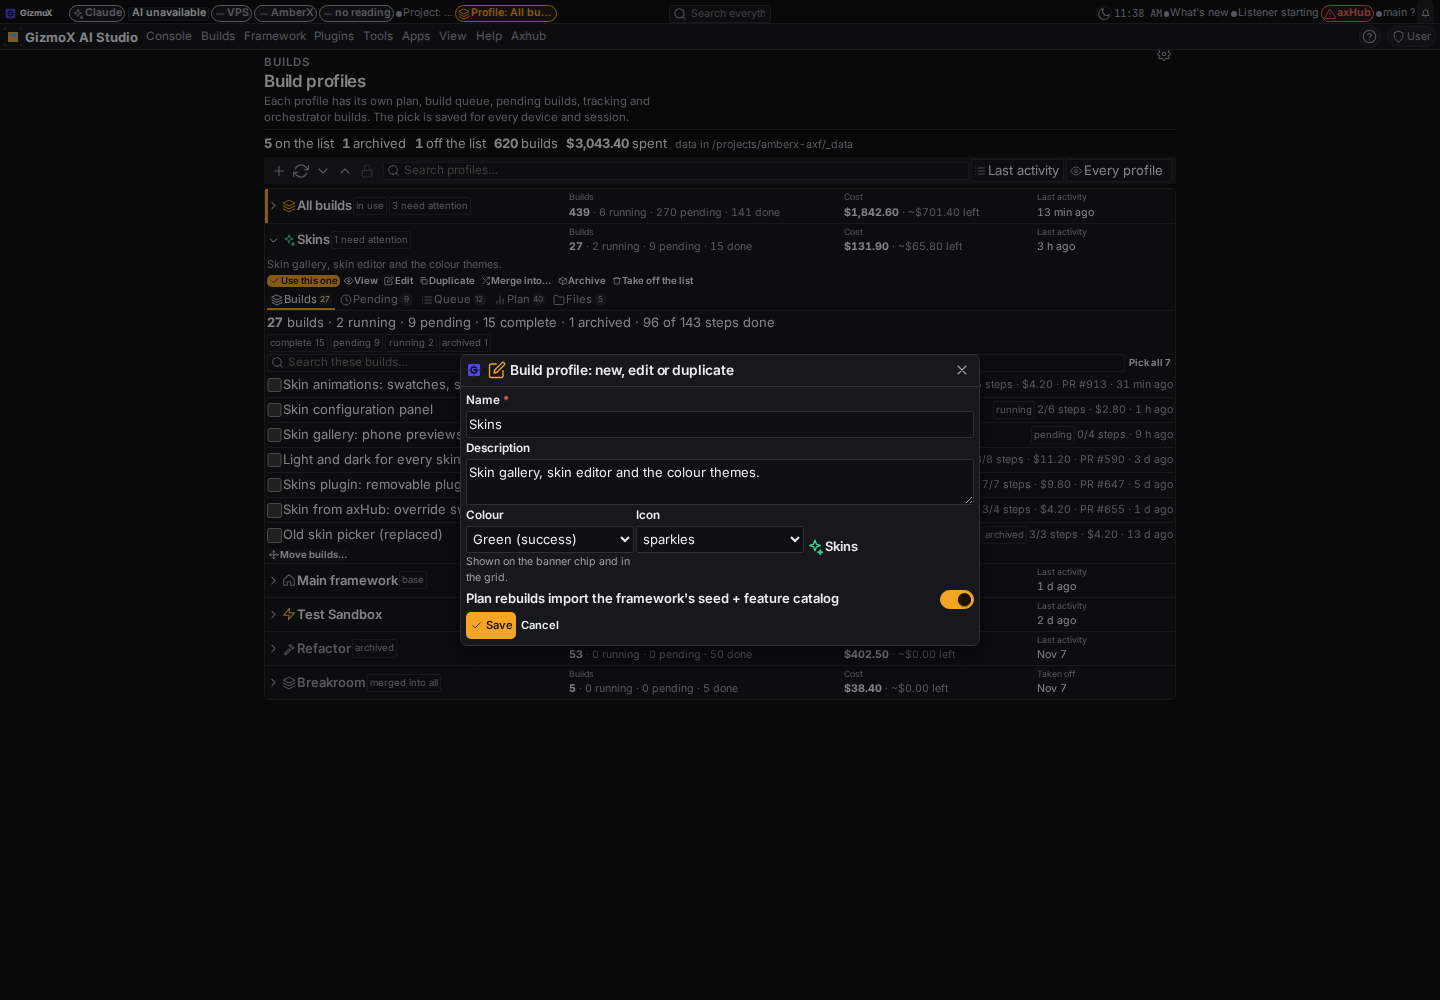 GizmoX Claude AI unavailable VPS AmberX no reading Project: ... Profile: All bu... Search everyth 11:38 AM What's new Listener starting axHub main ?
GizmoX AI Studio Console Builds Framework Plugins Tools Apps View Help Axhub User
BUILDS
Build profiles
Each profile has its own plan, build queue, pending builds, tracking and
orchestrator builds. The pick is saved for every device and session.
5 on the list 1 archived 1 off the list 620 builds $3,043.40 spent data in /projects/amberx-axf/_data
Search profiles... Last activity Every profile
Builds Cost Last activity
All builds in use 3 need attention 439 · 6 running · 270 pending · 141 done $1,842.60 · ~$701.40 left 13 min ago
Builds Cost Last activity
Skins 1 need attention 27 · 2 running · 9 pending · 15 done $131.90 · ~$65.80 left 3 h ago
Skin gallery, skin editor and the colour themes.
Use this one View Edit Duplicate Merge into... Archive Take off the list
Builds 27 Pending 9 Queue 12 Plan 40 Files 5
27 builds · 2 running · 9 pending · 15 complete · 1 archived · 96 of 143 steps done
complete 15 pending 9 running 2 archived 1
Search these builds... Pick all 7
Skin animations: swatches, s steps · $4.20 · PR #913 · 31 min ago
Skin configuration panel running 2/6 steps · $2.80 · 1 h ago
Skin gallery: phone previews pending 0/4 steps · 9 h ago
Light and dark for every skin /8 steps · $11.20 · PR #590 · 3 d ago
Skins plugin: removable plug 7/7 steps · $9.80 · PR #647 · 5 d ago
Skin from axHub: override sw 3/4 steps · $4.20 · PR #655 · 1 d ago
Old skin picker (replaced) archived 3/3 steps · $4.20 · 13 d ago
Move builds...
Build profile: new, edit or duplicate
Name *
Skins
Description
Skin gallery, skin editor and the colour themes.
Colour Icon
Green (success) sparkles Skins
Shown on the banner chip and in
the grid.
Plan rebuilds import the framework's seed + feature catalog
Save Cancel
Last activity
Main framework base 1 d ago
Last activity
Test Sandbox 2 d ago
Last activity
Refactor archived 53 · 0 running · 0 pending · 50 done $402.50 · ~$0.00 left Nov 7
Builds Cost Taken off
Breakroom merged into all 5 · 0 running · 0 pending · 5 done $38.40 · ~$0.00 left Nov 7